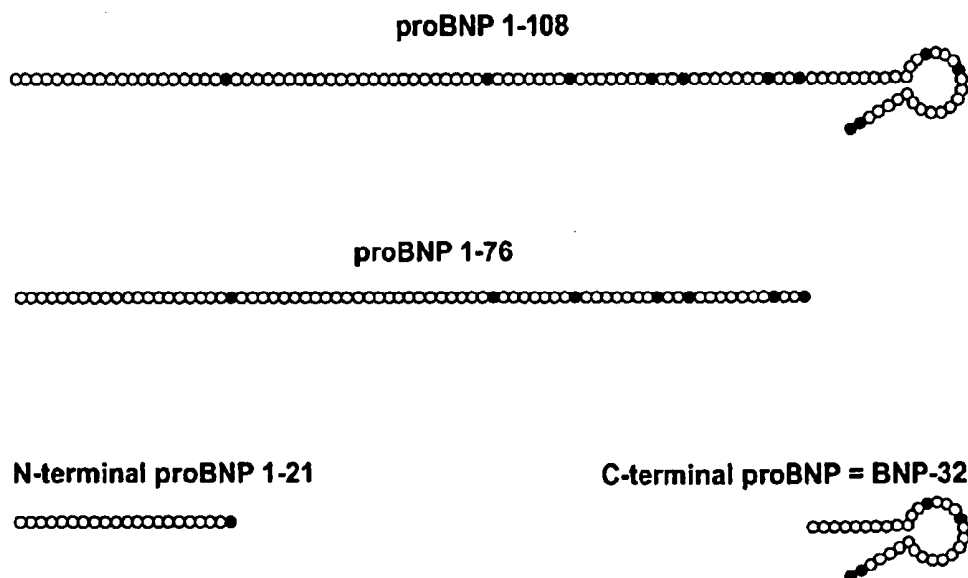 proBNP 1-108
proBNP 1-76
N-terminal proBNP 1-21
C-terminal proBNP = BNP-32